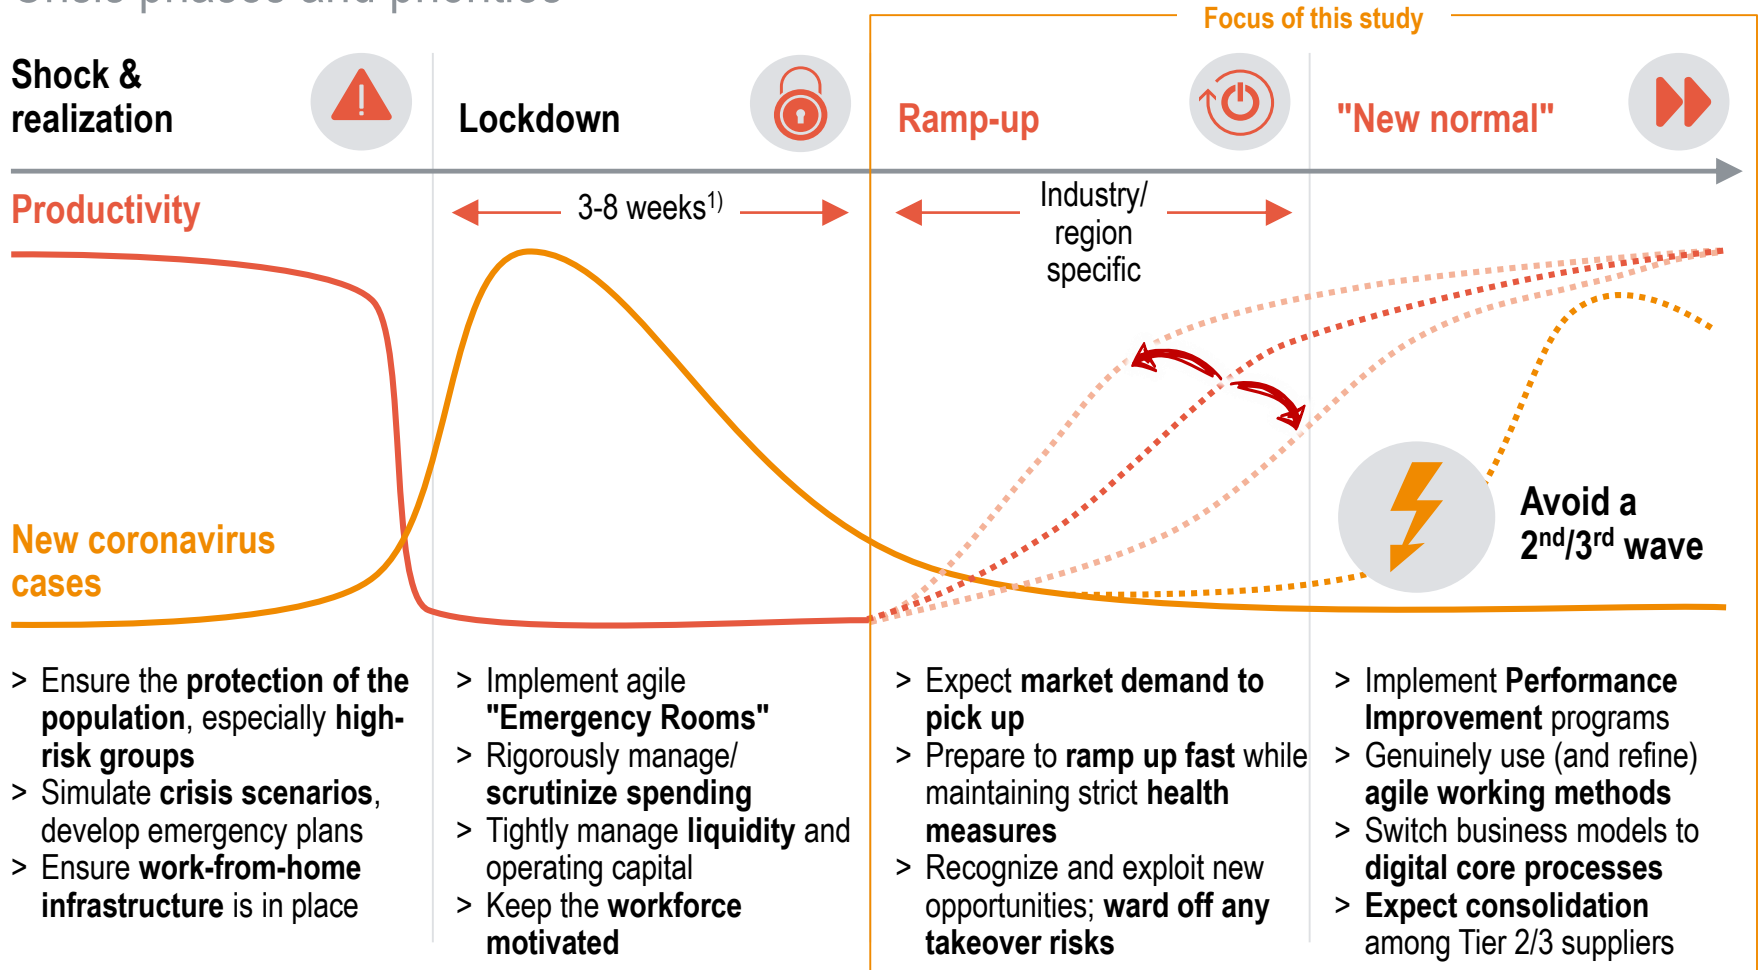 Crisis phases and priorities
Focus of this study
Shock &
realization
Lockdown
Ramp-up
"New normal"
Productivity
3-8 weeks1)
Industry/
region
specific
New coronavirus
cases
Avoid a
2nd/3rd wave
> Ensure the protection of the
population, especially high-
risk groups
> Simulate crisis scenarios,
develop emergency plans
> Ensure work-from-home
infrastructure is in place
> Implement agile
"Emergency Rooms"
> Rigorously manage/
scrutinize spending
> Tightly manage liquidity and
operating capital
> Keep the workforce
motivated
> Expect market demand to
pick up
> Prepare to ramp up fast while
maintaining strict health
measures
> Recognize and exploit new
opportunities; ward off any
takeover risks
> Implement Performance
Improvement programs
> Genuinely use (and refine)
agile working methods
> Switch business models to
digital core processes
> Expect consolidation
among Tier 2/3 suppliers